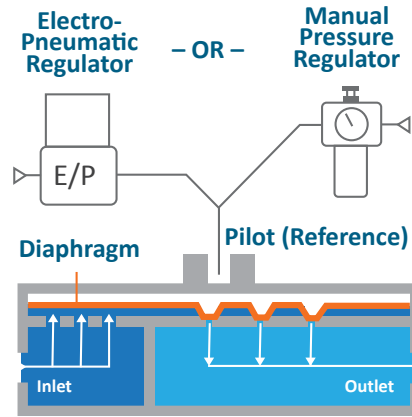 Electro-
Pneumatic
Regulator
– OR –
Manual
Pressure
Regulator
E/P
Pilot (Reference)
Diaphragm
Inlet
Outlet